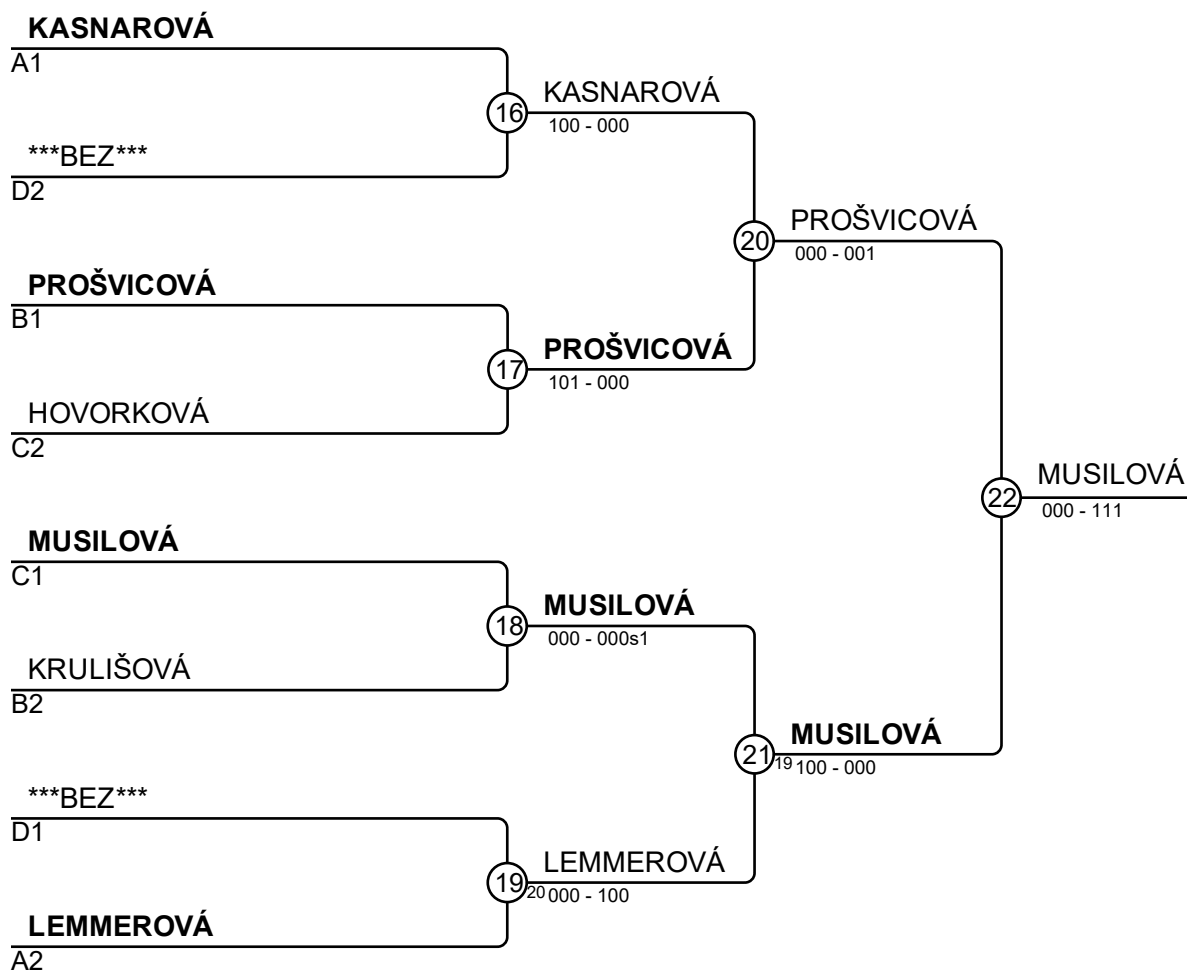 KASNAROVÁ
A1
16
KASNAROVÁ
100 - 000
***BEZ***
D2
20
PROŠVICOVÁ
000 - 001
PROŠVICOVÁ
B1
17
PROŠVICOVÁ
101 - 000
HOVORKOVÁ
C2
22
MUSILOVÁ
000 - 111
MUSILOVÁ
C1
18
MUSILOVÁ
000 - 000s1
KRULIŠOVÁ
B2
21
MUSILOVÁ
19 100 - 000
***BEZ***
D1
19
LEMMEROVÁ
20 000 - 100
LEMMEROVÁ
A2